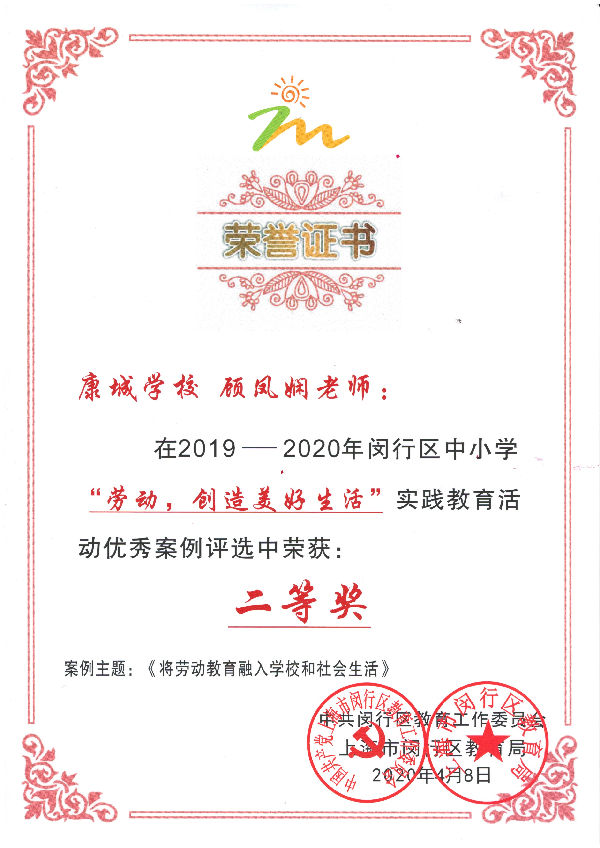 荣誉证书
康城学校 顾凤娴老师：
在2019——2020年闵行区中小学
“劳动，创造美好生活”实践教育活
动优秀案例评选中荣获：
二等奖
案例主题：《将劳动教育融入学校和社会生活》
中共闵行区教育工作委员会
上海市闵行区教育局
2020年4月8日
中国共产党上海市闵行区教育工作委员会
上海市闵行区教育局